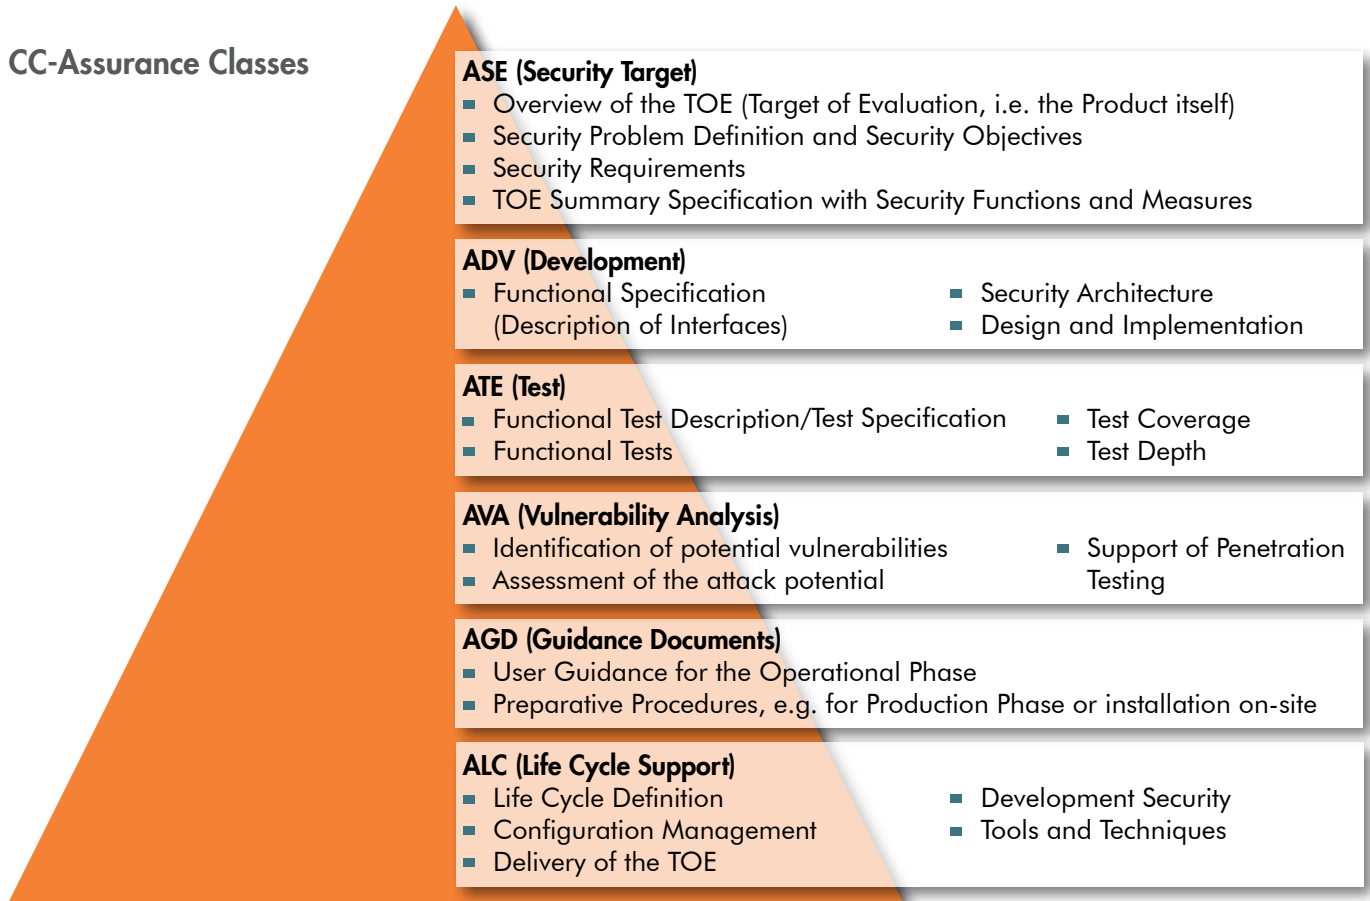 CC-Assurance Classes
ASE (Security Target)
Overview of the TOE (Target of Evaluation, i.e. the Product itself)
Security Problem Definition and Security Objectives
Security Requirements
TOE Summary Specification with Security Functions and Measures
ADV (Development)
Functional Specification
(Description of Interfaces)
Security Architecture
Design and Implementation
ATE (Test)
Functional Test Description/Test Specification
Functional Tests
Test Coverage
Test Depth
AVA (Vulnerability Analysis)
Identification of potential vulnerabilities
Assessment of the attack potential
Support of Penetration
Testing
AGD (Guidance Documents)
User Guidance for the Operational Phase
Preparative Procedures, e.g. for Production Phase or installation on-site
ALC (Life Cycle Support)
Life Cycle Definition
Configuration Management
Delivery of the TOE
Development Security
Tools and Techniques